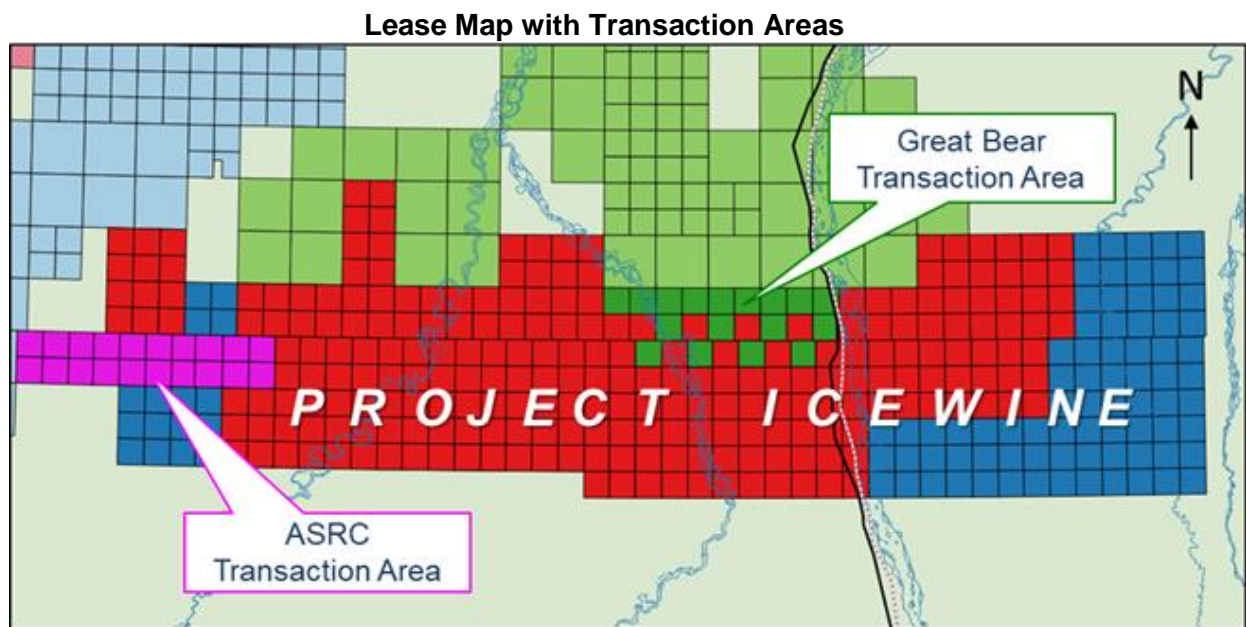 Lease Map with Transaction Areas
N
Great Bear
Transaction Area
PROJECT ICEWINE
ASRC
Transaction Area